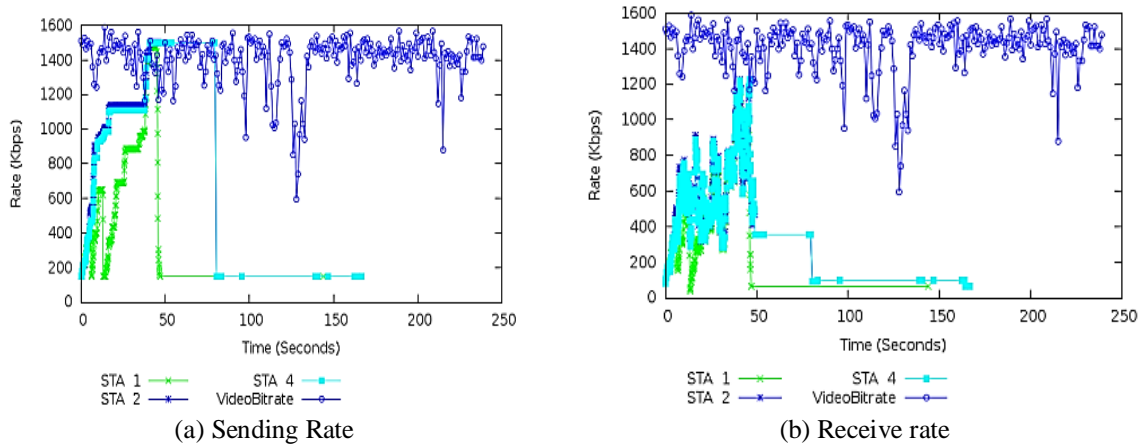 1600
1400
1200
1000
800
600
400
200
0
Rate (Kbps)
0 50 100 150 200 250
Time (Seconds)
STA 1
STA 2
STA 4
VideoBitrate
(a) Sending Rate
1600
1400
1200
1000
800
600
400
200
0
Rate (Kbps)
0 50 100 150 200 250
Time (Seconds)
STA 1
STA 2
STA 4
VideoBitrate
(b) Receive rate